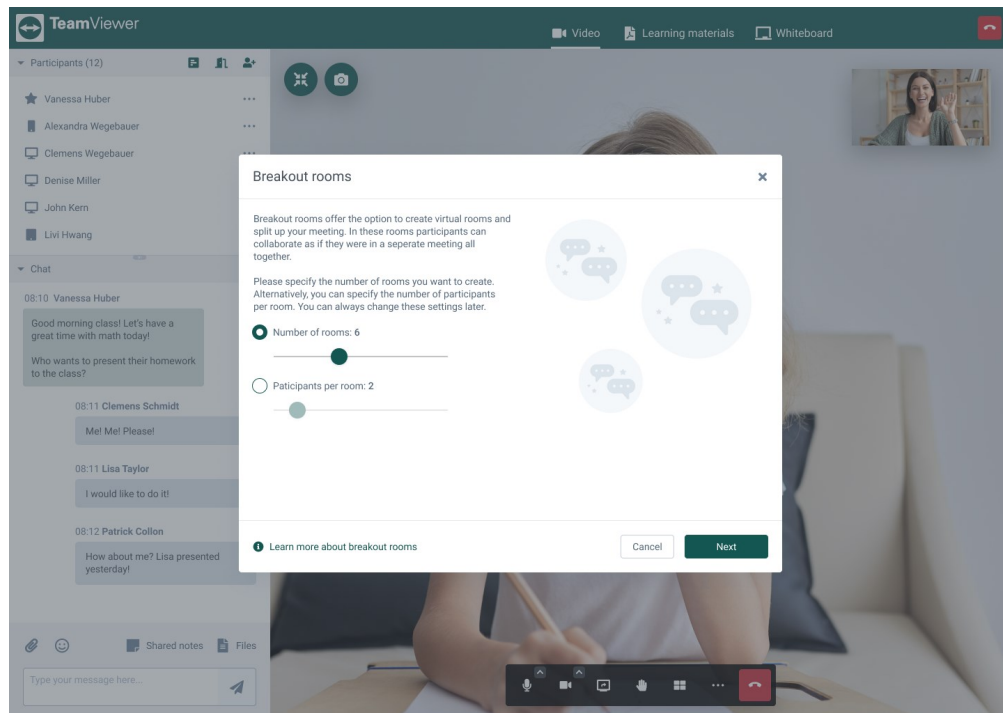 TeamViewer
Video
Learning materials
Whiteboard
Participants (12)
Vanessa Huber
Alexandra Wegebauer
Clemens Wegebauer
Denise Miller
John Kern
Livi Hwang
Chat
08:10 Vanessa Huber
Good morning class! Let's have a
great time with math today!
Who wants to present their homework
to the class?
08:11 Clemens Schmidt
Me! Me! Please!
08:11 Lisa Taylor
I would like to do it!
08:12 Patrick Collon
How about me? Lisa presented
yesterday!
Shared notes
Files
Type your message here...
Breakout rooms
Breakout rooms offer the option to create virtual rooms and
split up your meeting. In these rooms participants can
collaborate as if they were in a seperate meeting all
together.
Please specify the number of rooms you want to create.
Alternatively, you can specify the number of participants
per room. You can always change these settings later.
Number of rooms: 6
Paticipants per room: 2
Learn more about breakout rooms
Cancel
Next